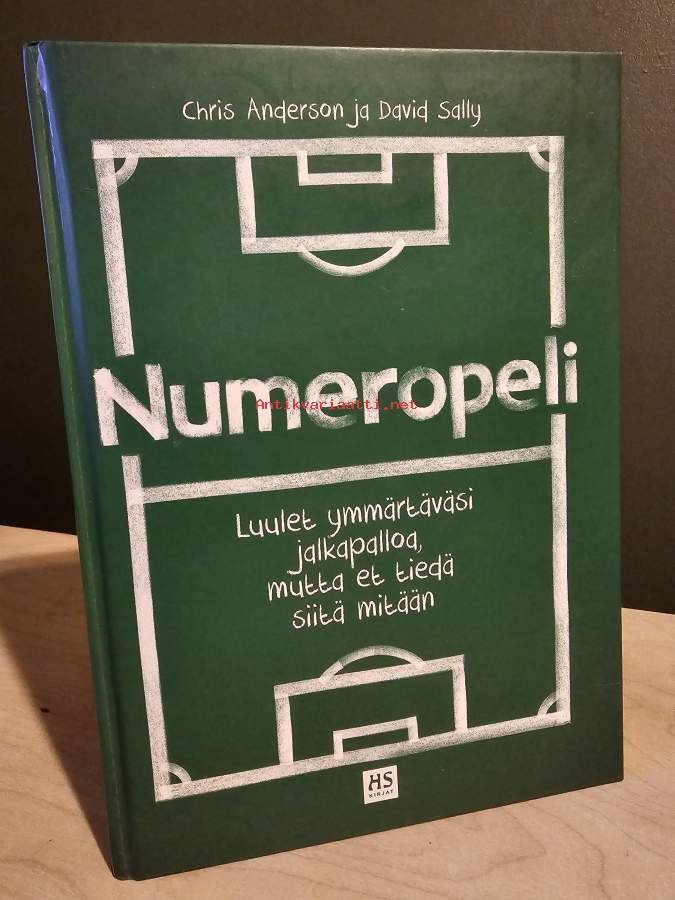 Chris Anderson ja David Sally
Numeropeli
Antikvariaatti.net
Luulet ymmärtäväsi
jalkapalloa,
mutta et tiedä
siitä mitään
HS
KIRJAT